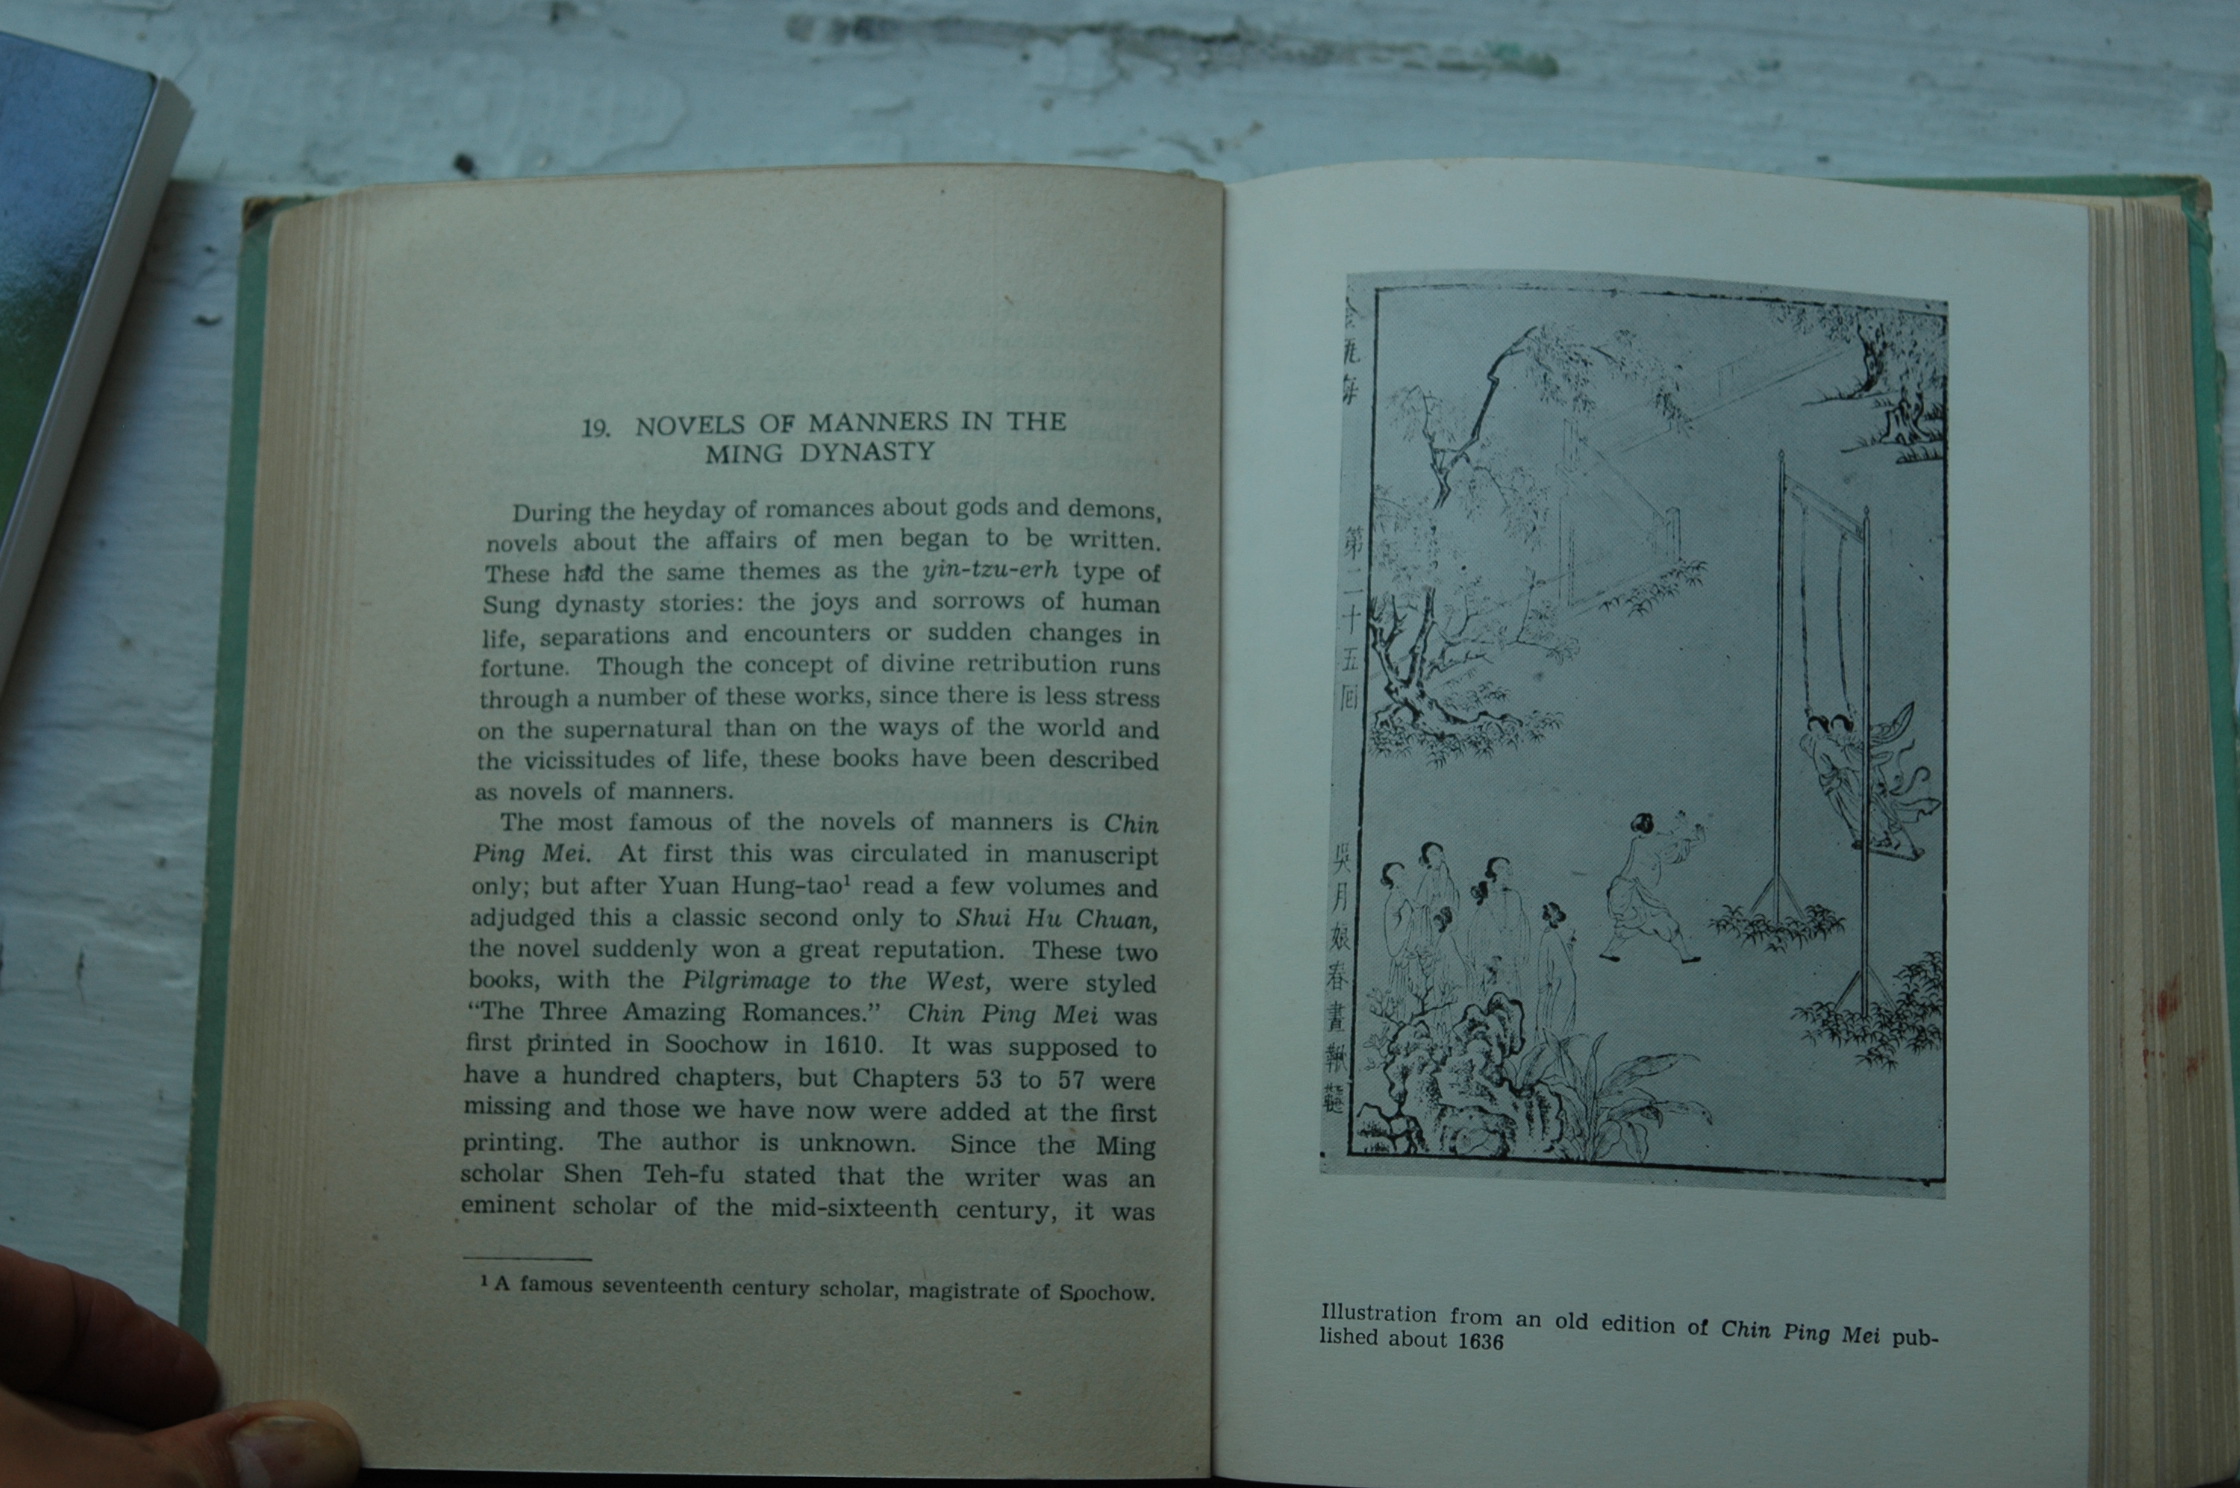 19. NOVELS OF MANNERS IN THE
MING DYNASTY
During the heyday of romances about gods and demons,
novels about the affairs of men began to be written.
These had the same themes as the yin-tzu-erh type of
Sung dynasty stories: the joys and sorrows of human
life, separations and encounters or sudden changes in
fortune. Though the concept of divine retribution runs
through a number of these works, since there is less stress
on the supernatural than on the ways of the world and
the vicissitudes of life, these books have been described
as novels of manners.
The most famous of the novels of manners is Chin
Ping Mei. At first this was circulated in manuscript
only; but after Yuan Hung-tao¹ read a few volumes and
adjudged this a classic second only to Shui Hu Chuan,
the novel suddenly won a great reputation. These two
books, with the Pilgrimage to the West, were styled
“The Three Amazing Romances.” Chin Ping Mei was
first printed in Soochow in 1610. It was supposed to
have a hundred chapters, but Chapters 53 to 57 were
missing and those we have now were added at the first
printing. The author is unknown. Since the Ming
scholar Shen Teh-fu stated that the writer was an
eminent scholar of the mid-sixteenth century, it was
¹ A famous seventeenth century scholar, magistrate of Soochow.
第二十五回
吳月娘春晝鞦韆
Illustration from an old edition of Chin Ping Mei pub-
lished about 1636